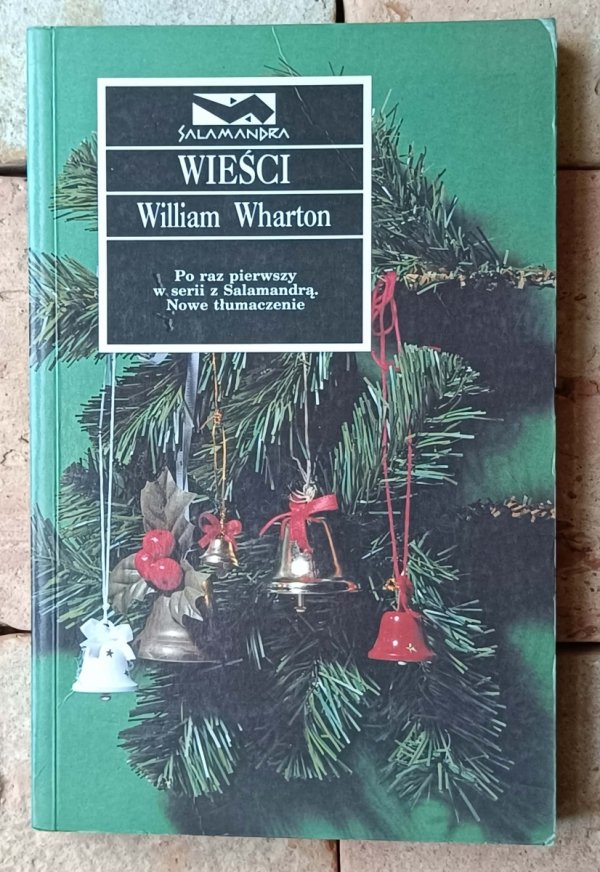 SALAMANDRA
WIEŚCI
William Wharton
Po raz pierwszy
w serii z Salamandrą.
Nowe tłumaczenie